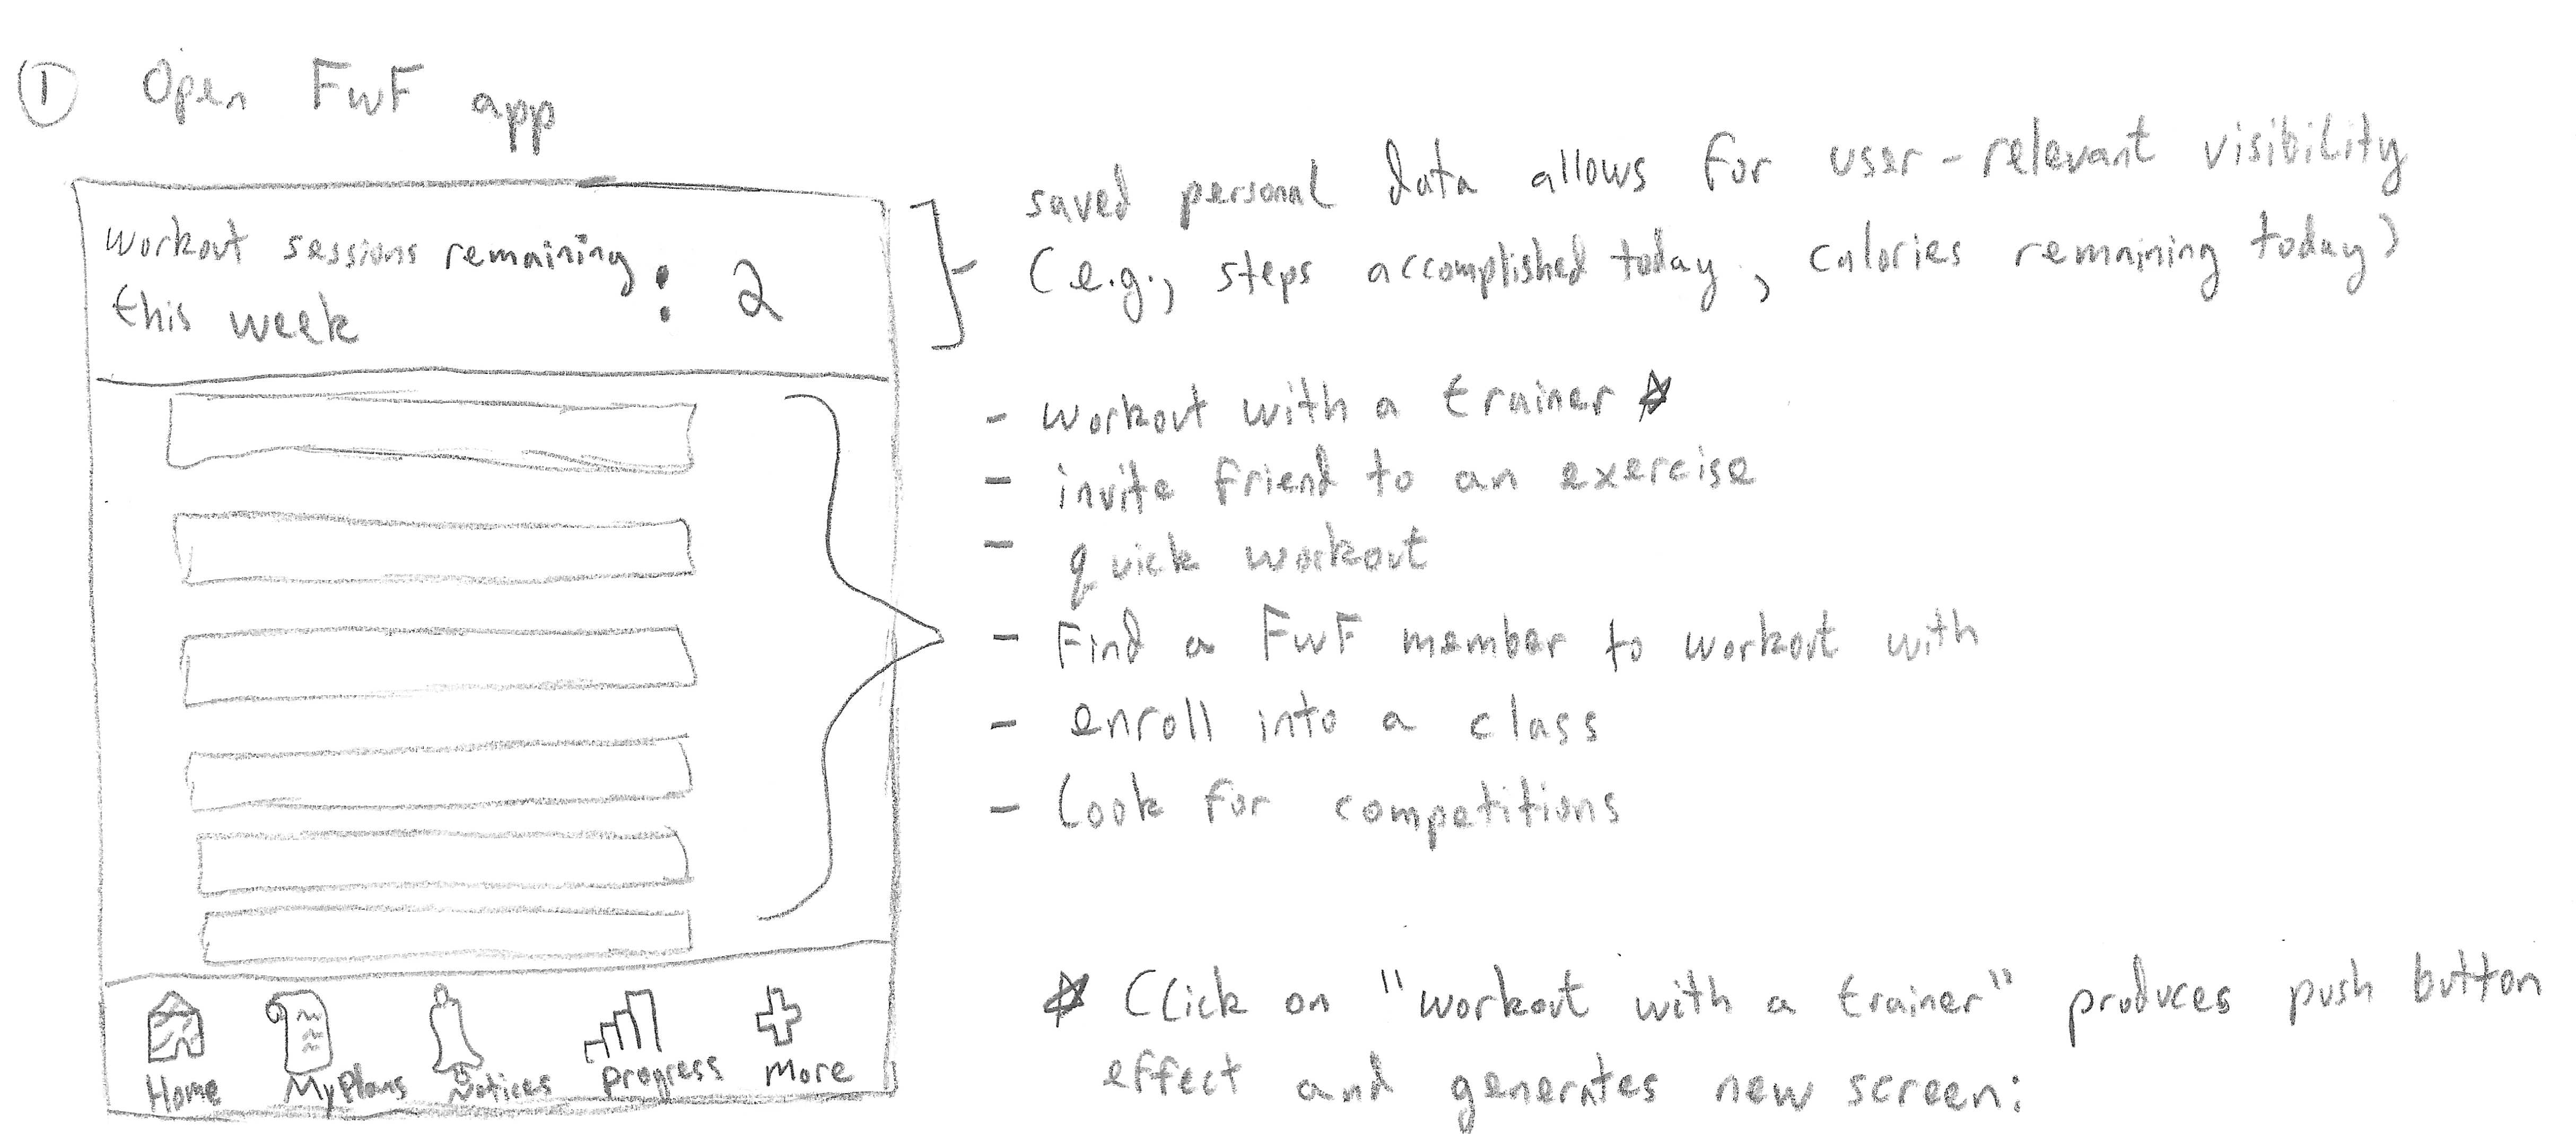 ① Open FwF app
workout sessions remaining
this week : 2
saved personal data allows for user-relevant visibility
(e.g., steps accomplished today, calories remaining today)
- workout with a trainer ☆
- invite friend to an exercise
- quick workout
- Find a FwF member to workout with
- enroll into a class
- Look for competitions
Home My Plans Notices Progress More
☆ Click on "workout with a trainer" produces push button
effect and generates new screen: